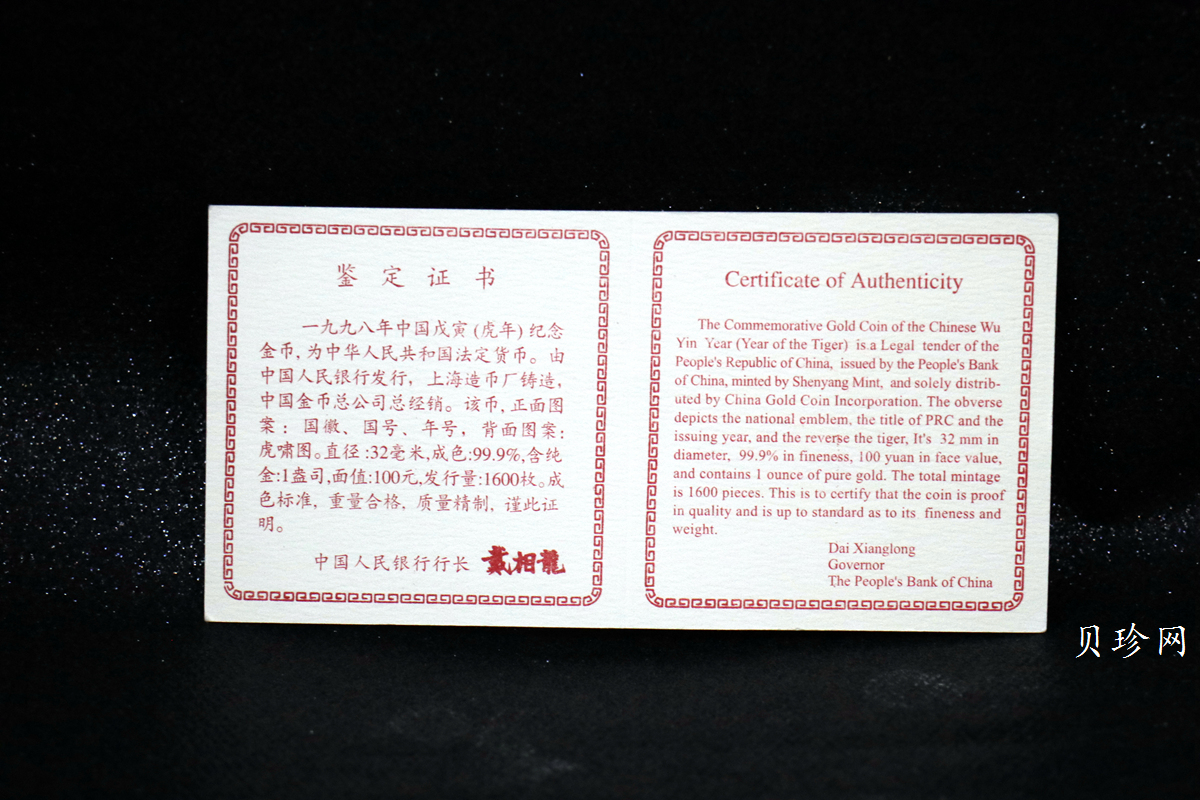 鉴定证书
一九九八年中国戊寅(虎年)纪念
金币,为中华人民共和国法定货币。由
中国人民银行发行,上海造币厂铸造,
中国金币总公司总经销。该币,正面图
案:国徽、国号、年号,背面图案:
虎啸图。直径:32毫米,成色:99.9%,含纯
金:1盎司,面值:100元,发行量:1600枚。成
色标准,重量合格,质量精制,谨此证
明。
中国人民银行行长 戴相龍
Certificate of Authenticity
The Commemorative Gold Coin of the Chinese Wu
Yin Year (Year of the Tiger) is a Legal tender of the
People's Republic of China, issued by the People's Bank
of China, minted by Shenyang Mint, and solely distrib-
uted by China Gold Coin Incorporation. The obverse
depicts the national emblem, the title of PRC and the
issuing year, and the reverse the tiger, It's 32 mm in
diameter, 99.9% in fineness, 100 yuan in face value,
and contains 1 ounce of pure gold. The total mintage
is 1600 pieces. This is to certify that the coin is proof
in quality and is up to standard as to its fineness and
weight.
Dai Xianglong
Governor
The People's Bank of China
贝珍网